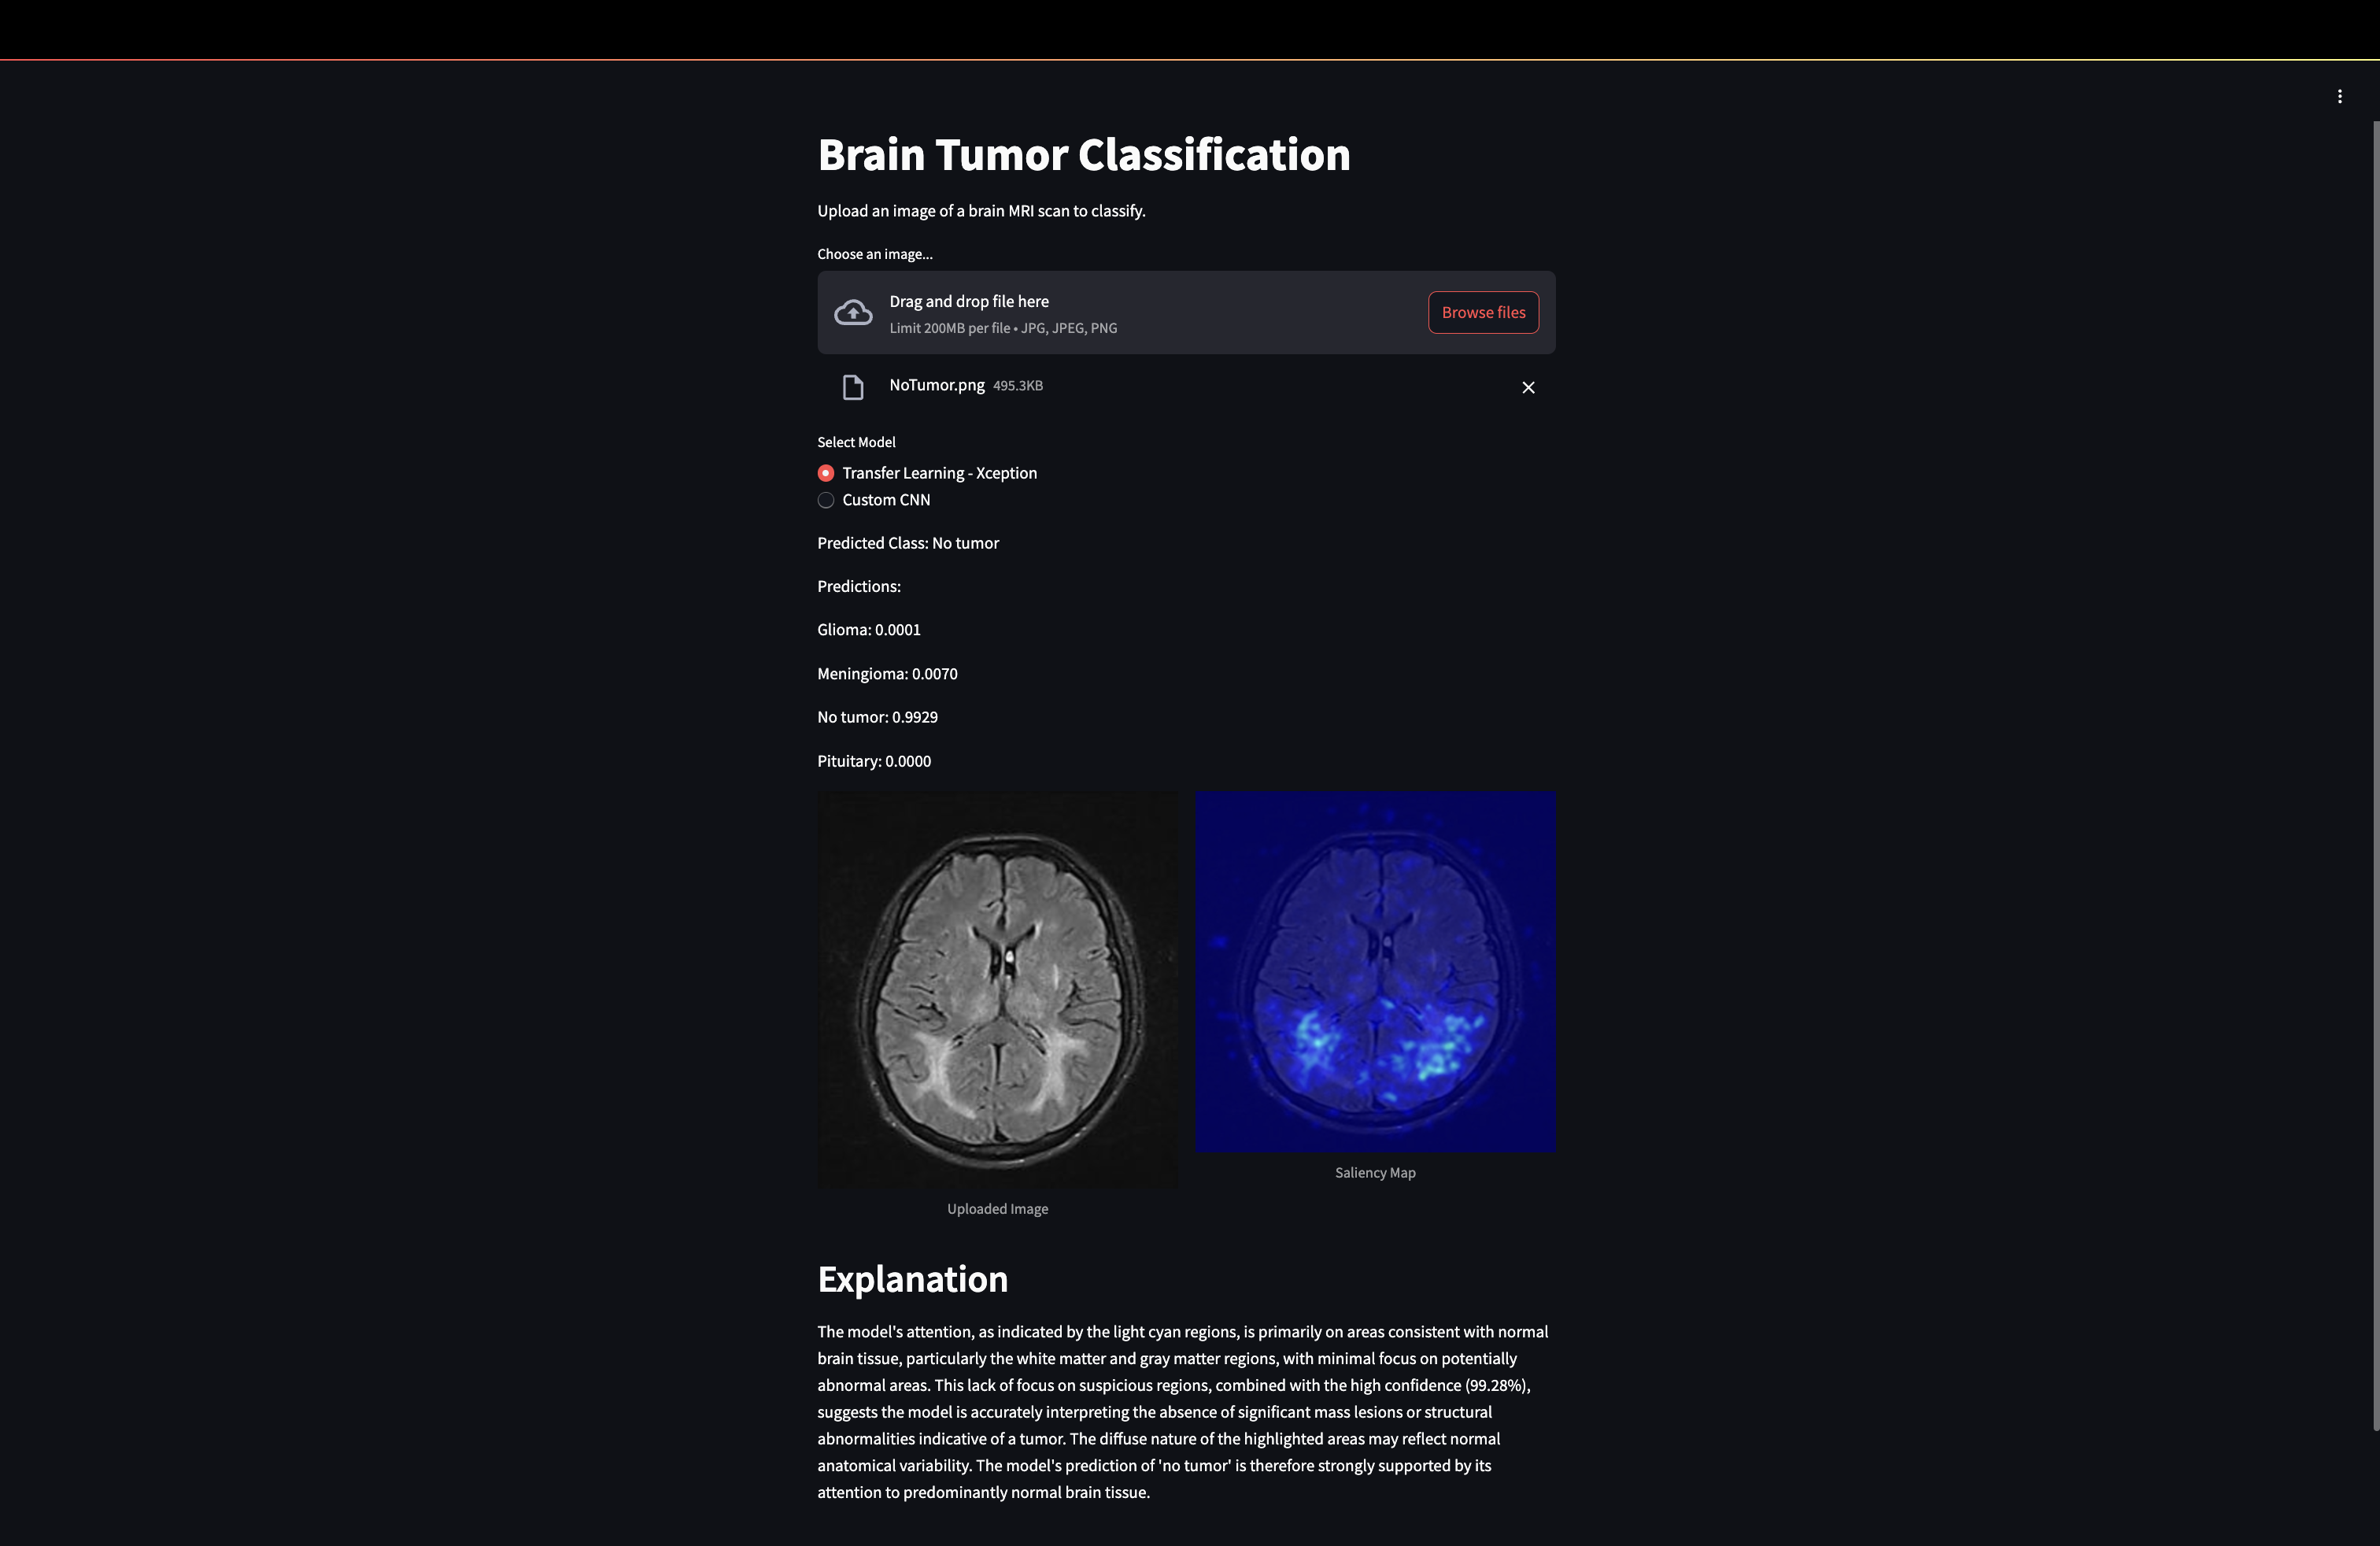 Brain Tumor Classification
Upload an image of a brain MRI scan to classify.
Choose an image...
Drag and drop file here
Limit 200MB per file • JPG, JPEG, PNG
Browse files
NoTumor.png 495.3KB
Select Model
Transfer Learning - Xception
Custom CNN
Predicted Class: No tumor
Predictions:
Glioma: 0.0001
Meningioma: 0.0070
No tumor: 0.9929
Pituitary: 0.0000
Saliency Map
Uploaded Image
Explanation
The model's attention, as indicated by the light cyan regions, is primarily on areas consistent with normal
brain tissue, particularly the white matter and gray matter regions, with minimal focus on potentially
abnormal areas. This lack of focus on suspicious regions, combined with the high confidence (99.28%),
suggests the model is accurately interpreting the absence of significant mass lesions or structural
abnormalities indicative of a tumor. The diffuse nature of the highlighted areas may reflect normal
anatomical variability. The model's prediction of 'no tumor' is therefore strongly supported by its
attention to predominantly normal brain tissue.